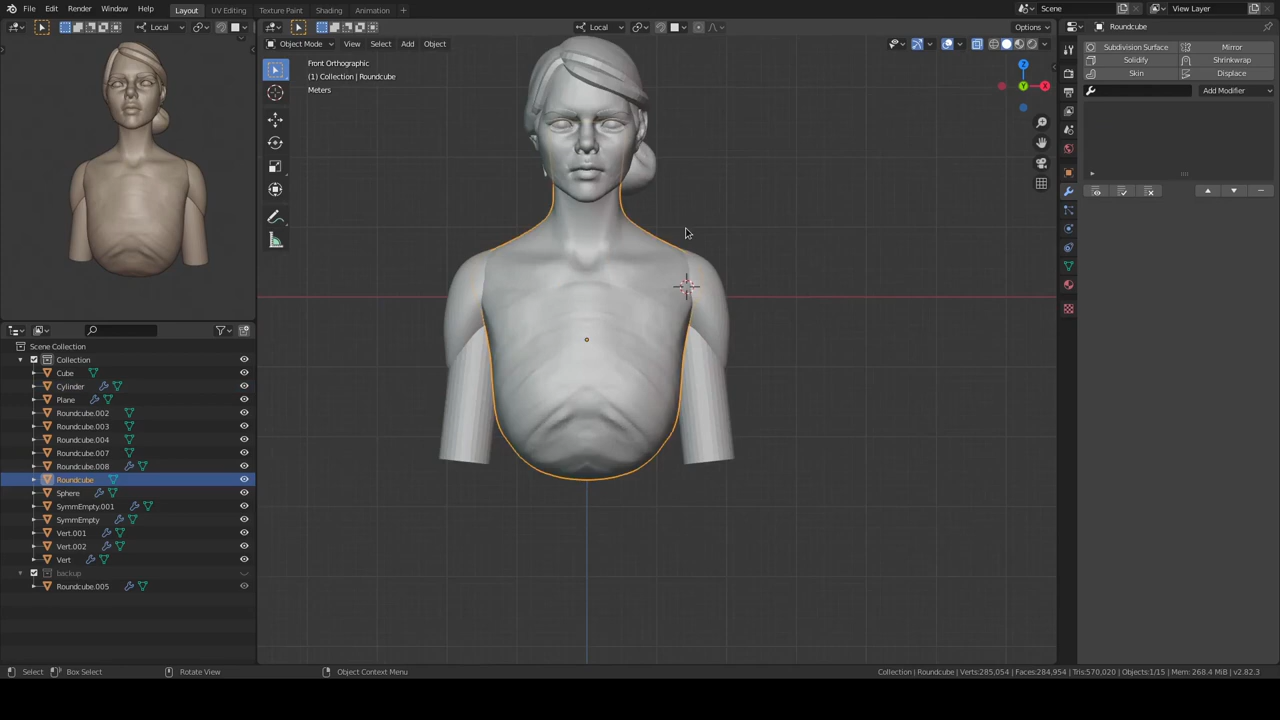 File Edit Render Window Help Layout UV Editing Texture Paint Shading Animation + Scene View Layer
Local Local Options Roundcube
Object Mode View Select Add Object
Subdivision Surface Mirror
Solidify Shrinkwrap
Skin Displace
Add Modifier
Front Orthographic
(1) Collection | Roundcube
Meters
Z
Y X
Scene Collection
Collection
Cube
Cylinder
Plane
Roundcube.002
Roundcube.003
Roundcube.004
Roundcube.007
Roundcube.008
Roundcube
Sphere
SymmEmpty.001
SymmEmpty
Vert.001
Vert.002
Vert
backup
Roundcube.005
Select Box Select Rotate View Object Context Menu Collection | Roundcube | Verts:285,054 | Faces:284,954 | Tris:570,020 | Objects:1/15 | Mem: 268.4 MiB | v2.82.3